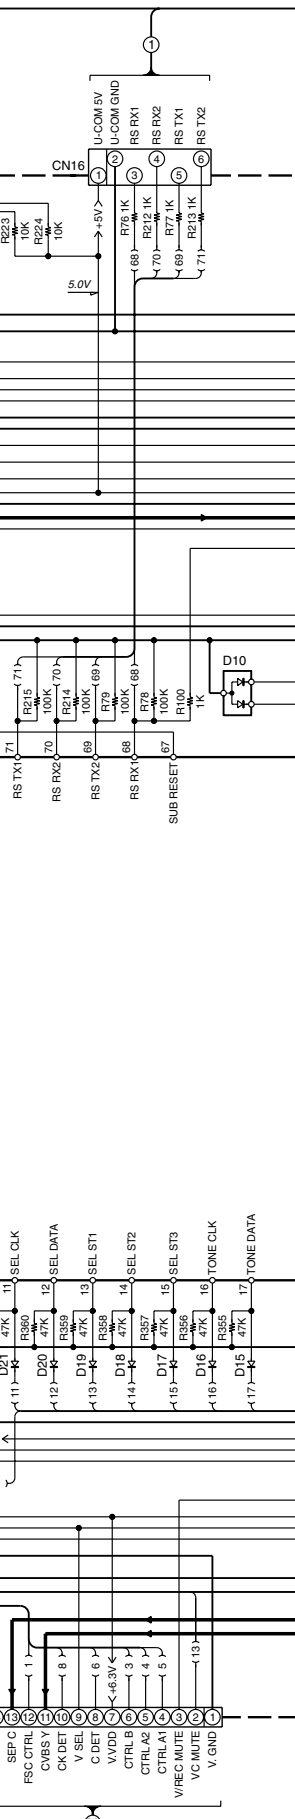 1
U-COM 5V
U-COM GND
RS RX1
RS RX2
RS TX1
RS TX2
CN16
1
2
3
4
5
6
R223 10K
R224 10K
+5V
R76 1K
R212 1K
R77 1K
R213 1K
68
70
69
71
5.0V
71
70
69
68
R215 100K
R214 100K
R79 100K
R78 100K
R100 1K
D10
71
70
69
68
67
RS TX1
RS RX2
RS TX2
RS RX1
SUB RESET
SEL CLK
SEL DATA
SEL ST1
SEL ST2
SEL ST3
TONE CLK
TONE DATA
11
12
13
14
15
16
17
47K
R360 47K
R359 47K
R358 47K
R357 47K
R356 47K
R355 47K
D21
D20
D19
D18
D17
D16
D15
11
12
13
14
15
16
17
1
8
6
+6.3V
3
4
5
13
13
12
11
10
9
8
7
6
5
4
3
2
1
SEP C
FSC CTRL
CVBS Y
CK DET
V SEL
C DET
V.VDD
CTRL B
CTRL A2
CTRL A1
V/REC MUTE
VC MUTE
V. GND